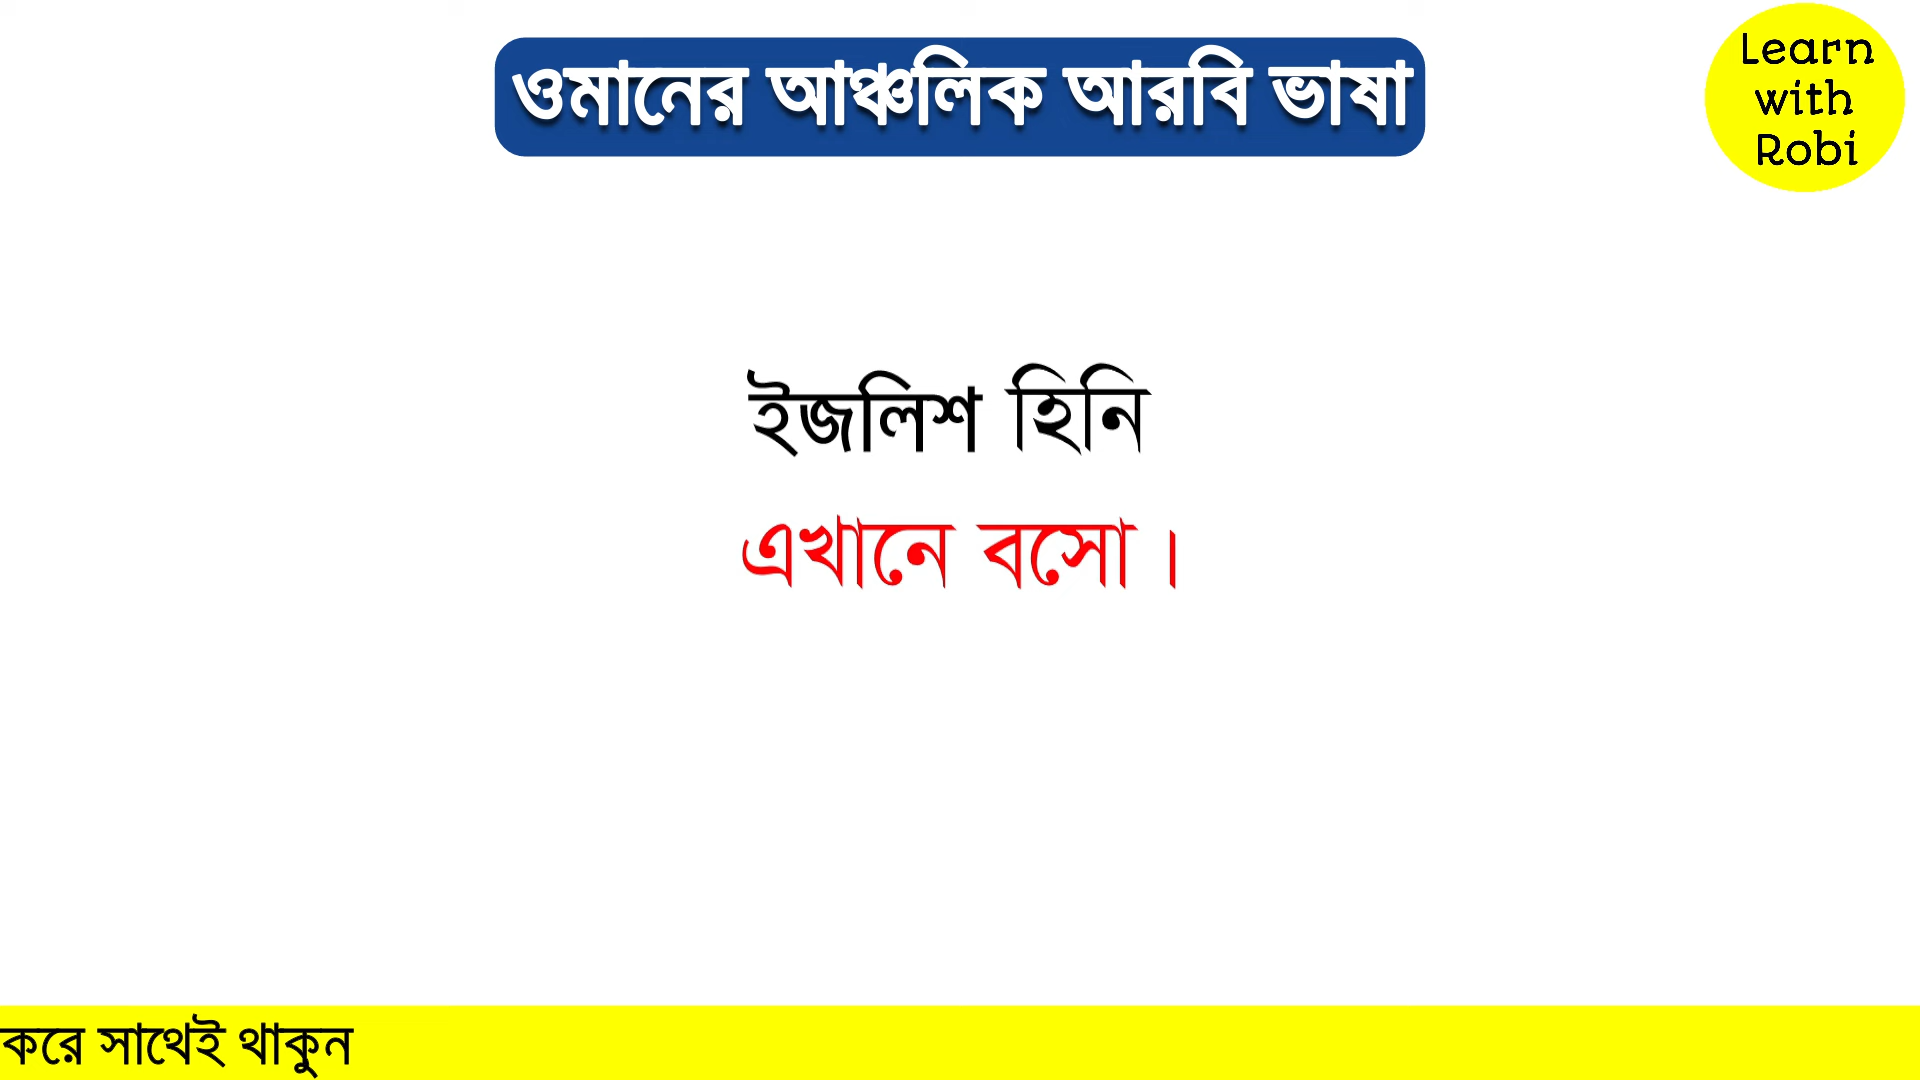 ওমানের আঞ্চলিক আরবি ভাষা
Learn
with
Robi
ইজলিশ হিনি
এখানে বসো।
করে সাথেই থাকুন